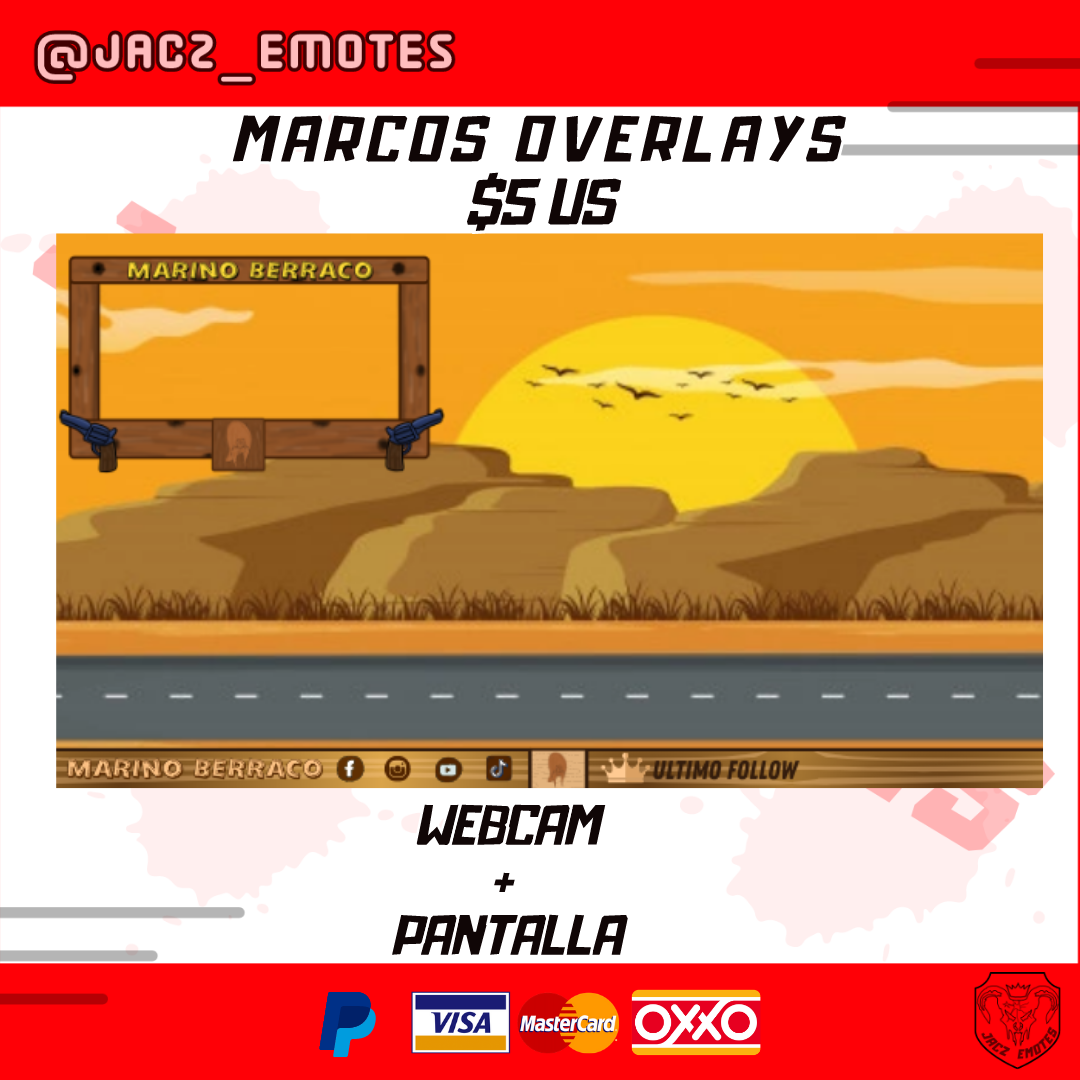 @JACZ_EMOTES
MARCOS OVERLAYS
$5 US
MARINO BERRACO
MARINO BERRACO
ULTIMO FOLLOW
WEBCAM
+
PANTALLA
VISA
MasterCard
OXXO
JACZ EMOTES